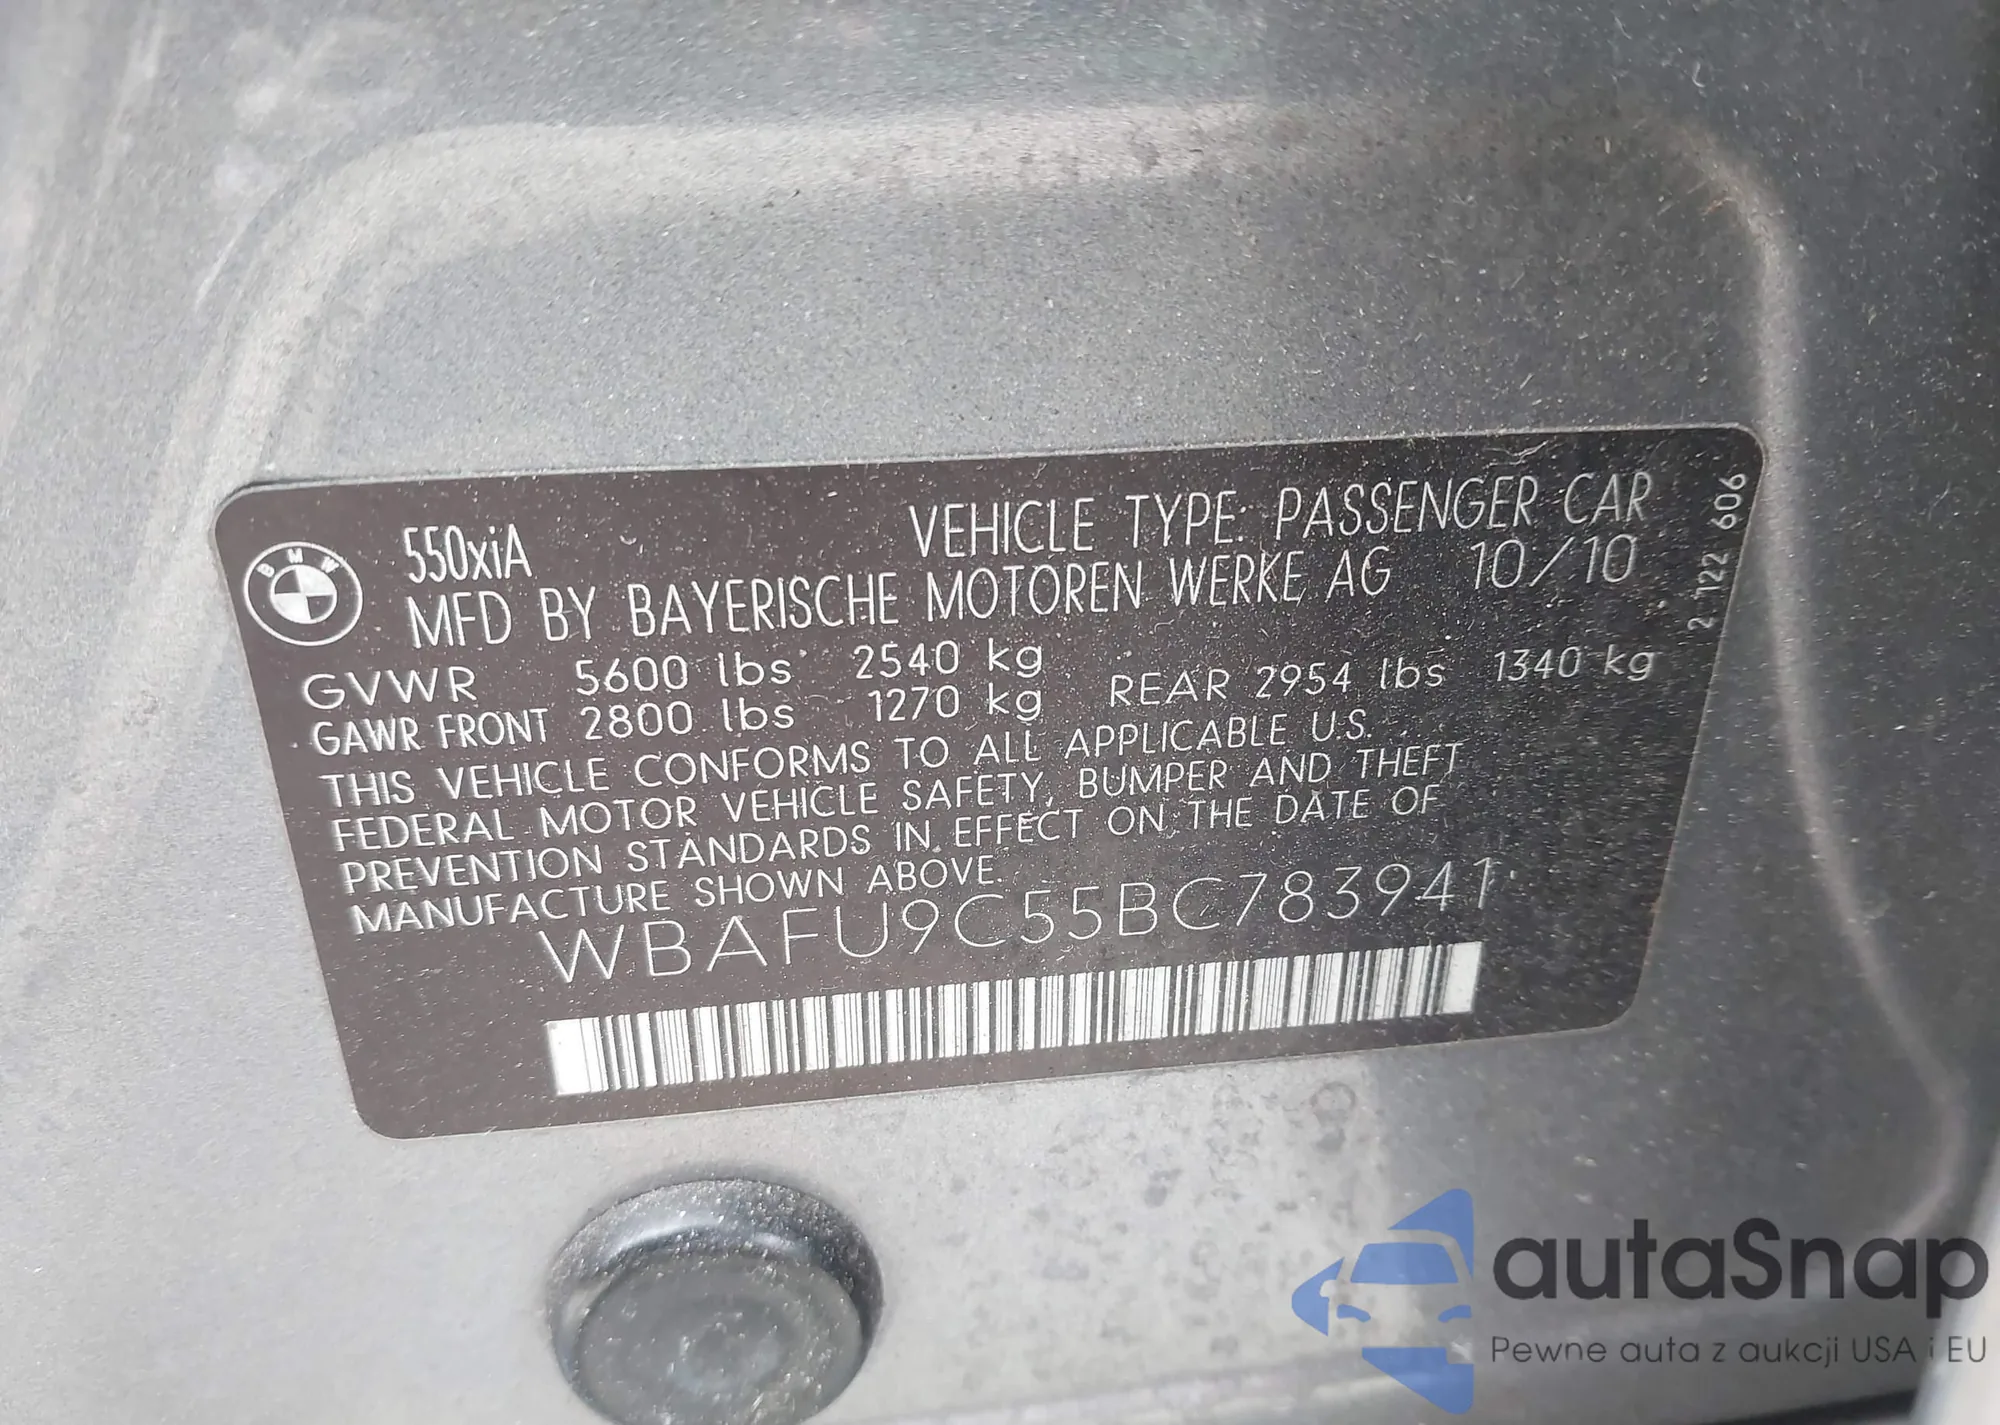 BMW
550xiA
VEHICLE TYPE: PASSENGER CAR
MFD BY BAYERISCHE MOTOREN WERKE AG 10/10
GVWR 5600 lbs 2540 kg
GAWR FRONT 2800 lbs 1270 kg REAR 2954 lbs 1340 kg
THIS VEHICLE CONFORMS TO ALL APPLICABLE U.S.
FEDERAL MOTOR VEHICLE SAFETY, BUMPER AND THEFT
PREVENTION STANDARDS IN EFFECT ON THE DATE OF
MANUFACTURE SHOWN ABOVE.
WBAFU9C55BC783941
2 122 606
autaSnap
Pewne auta z aukcji USA i EU